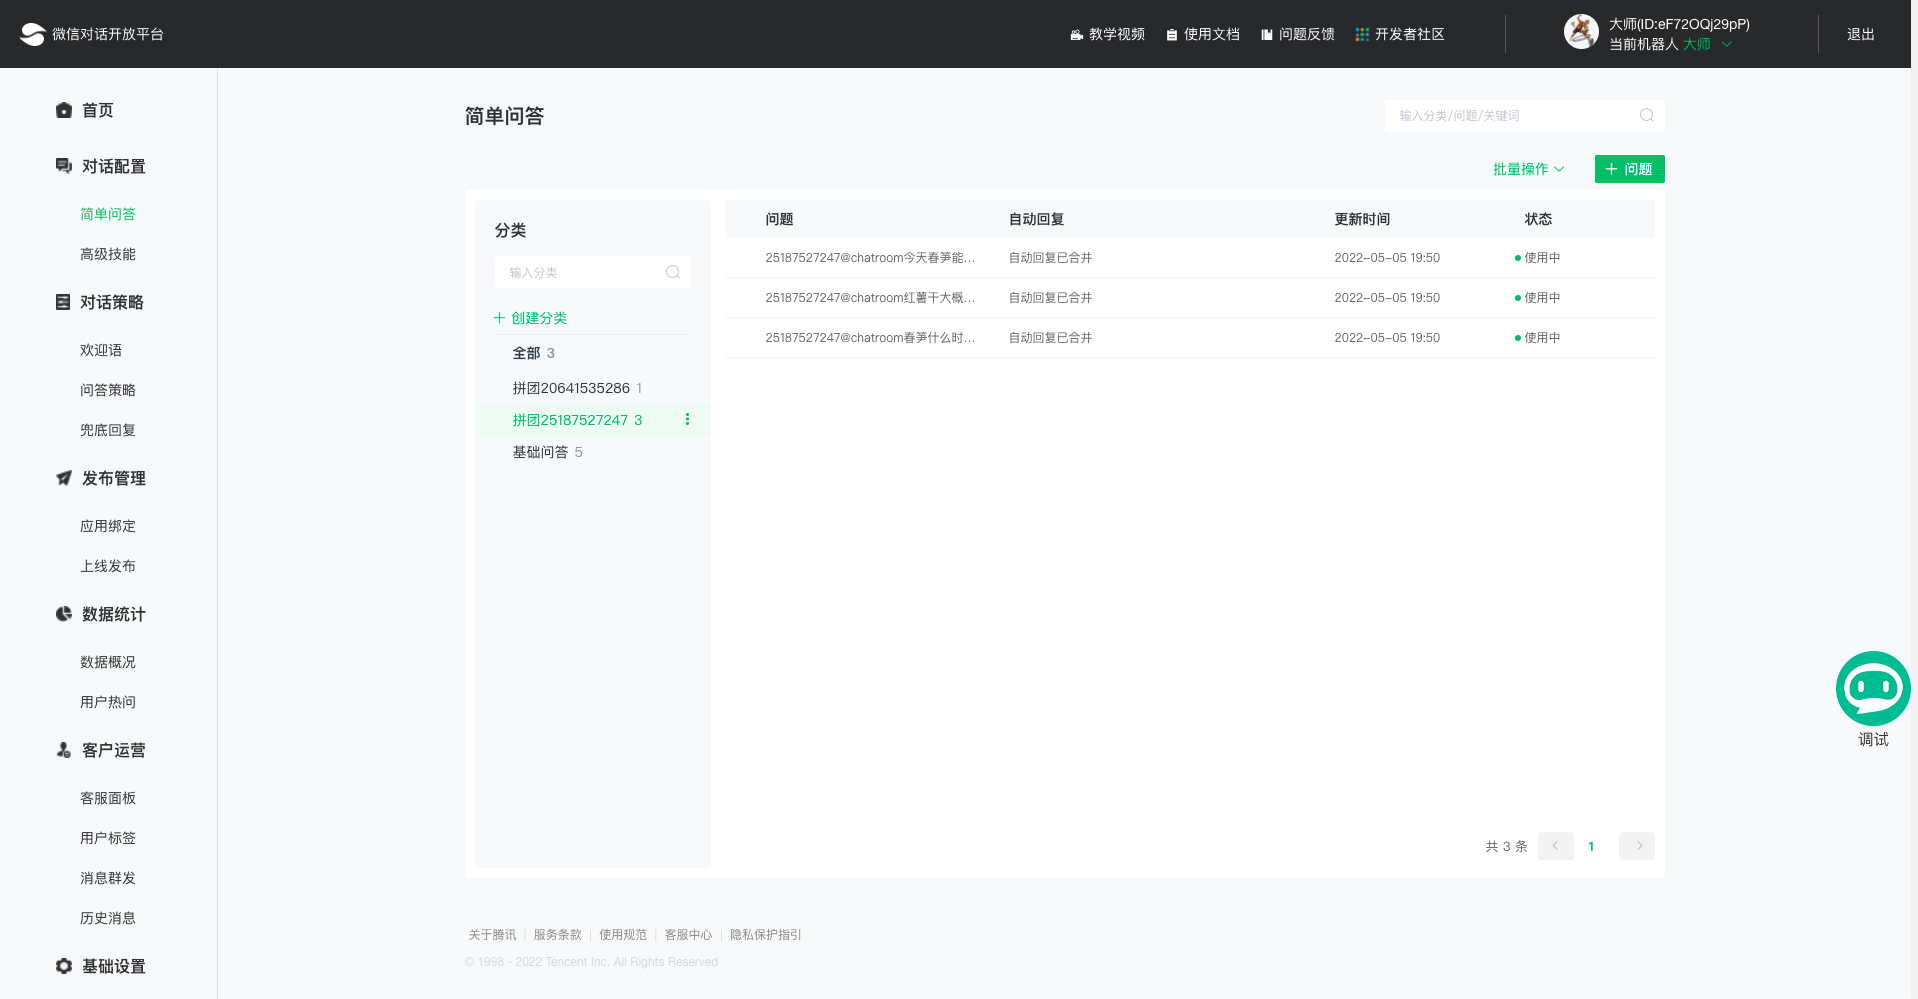 微信对话开放平台
教学视频
使用文档
问题反馈
开发者社区
大师(ID:eF72OQj29pP)
当前机器人 大师
退出
首页
对话配置
简单问答
高级技能
对话策略
欢迎语
问答策略
兜底回复
发布管理
应用绑定
上线发布
数据统计
数据概况
用户热问
客户运营
客服面板
用户标签
消息群发
历史消息
基础设置
简单问答
输入分类/问题/关键词
批量操作
问题
分类
输入分类
创建分类
全部 3
拼团20641535286 1
拼团25187527247 3
基础问答 5
问题 自动回复 更新时间 状态
25187527247@chatroom今天春笋能... 自动回复已合并 2022-05-05 19:50 使用中
25187527247@chatroom红薯干大概... 自动回复已合并 2022-05-05 19:50 使用中
25187527247@chatroom春笋什么时... 自动回复已合并 2022-05-05 19:50 使用中
共 3 条 1
调试
关于腾讯 | 服务条款 | 使用规范 | 客服中心 | 隐私保护指引
© 1998 - 2022 Tencent Inc. All Rights Reserved